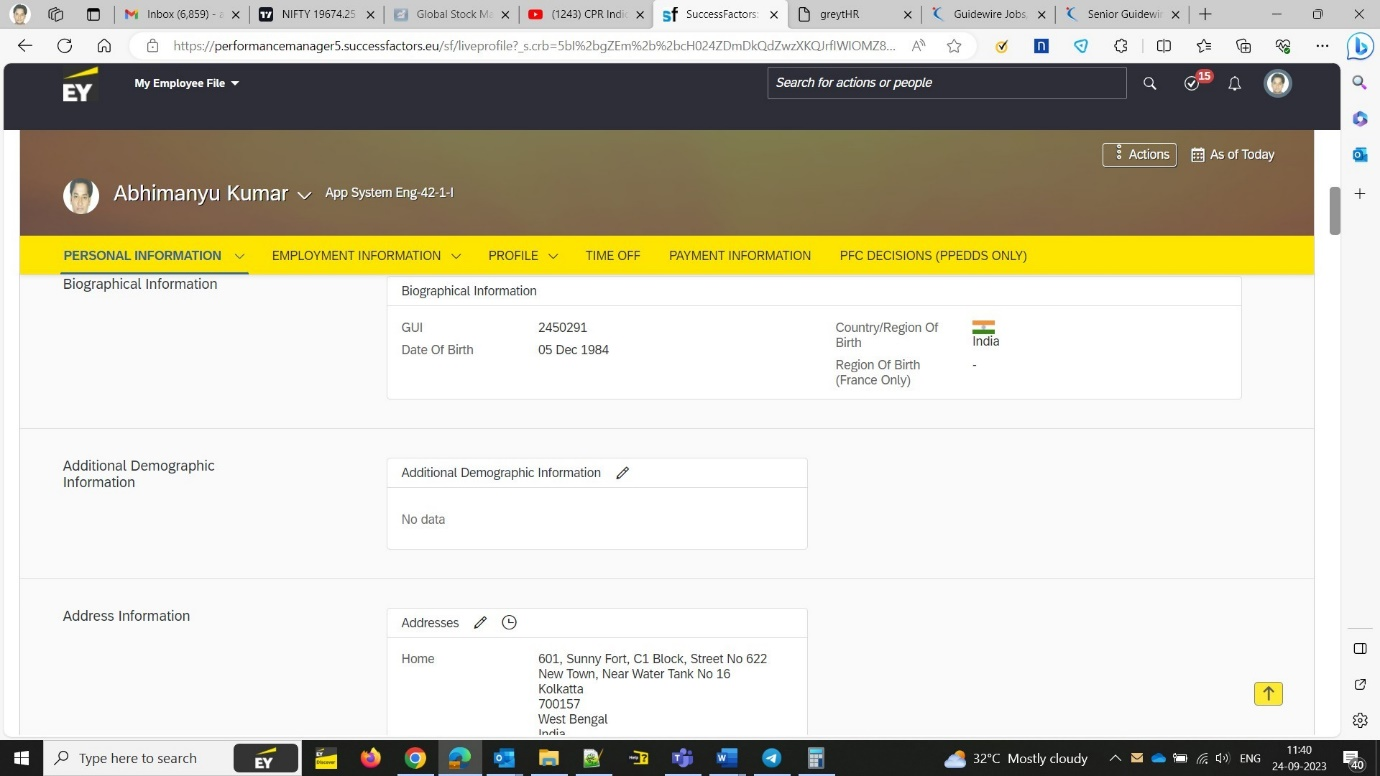 Inbox (6,859) - a
NIFTY 19674.25
Global Stock Ma
(1243) CPR Indic
SuccessFactors:
greytHR
Guidewire Jobs,
Senior Guidewir
https://performancemanager5.successfactors.eu/sf/liveprofile?_s.crb=5bl%2bgZEm%2b%2bcH024ZDmDkQdZwzXKQJrfIWIOMZ8...
EY
My Employee File
Search for actions or people
15
Actions
As of Today
Abhimanyu Kumar
App System Eng-42-1-I
PERSONAL INFORMATION
EMPLOYMENT INFORMATION
PROFILE
TIME OFF
PAYMENT INFORMATION
PFC DECISIONS (PPEDDS ONLY)
Biographical Information
Biographical Information
GUI
2450291
Date Of Birth
05 Dec 1984
Country/Region Of
Birth
India
Region Of Birth
(France Only)
-
Additional Demographic
Information
Additional Demographic Information
No data
Address Information
Addresses
Home
601, Sunny Fort, C1 Block, Street No 622
New Town, Near Water Tank No 16
Kolkatta
700157
West Bengal
India
Type here to search
EY
32°C Mostly cloudy
ENG
11:40
24-09-2023
40